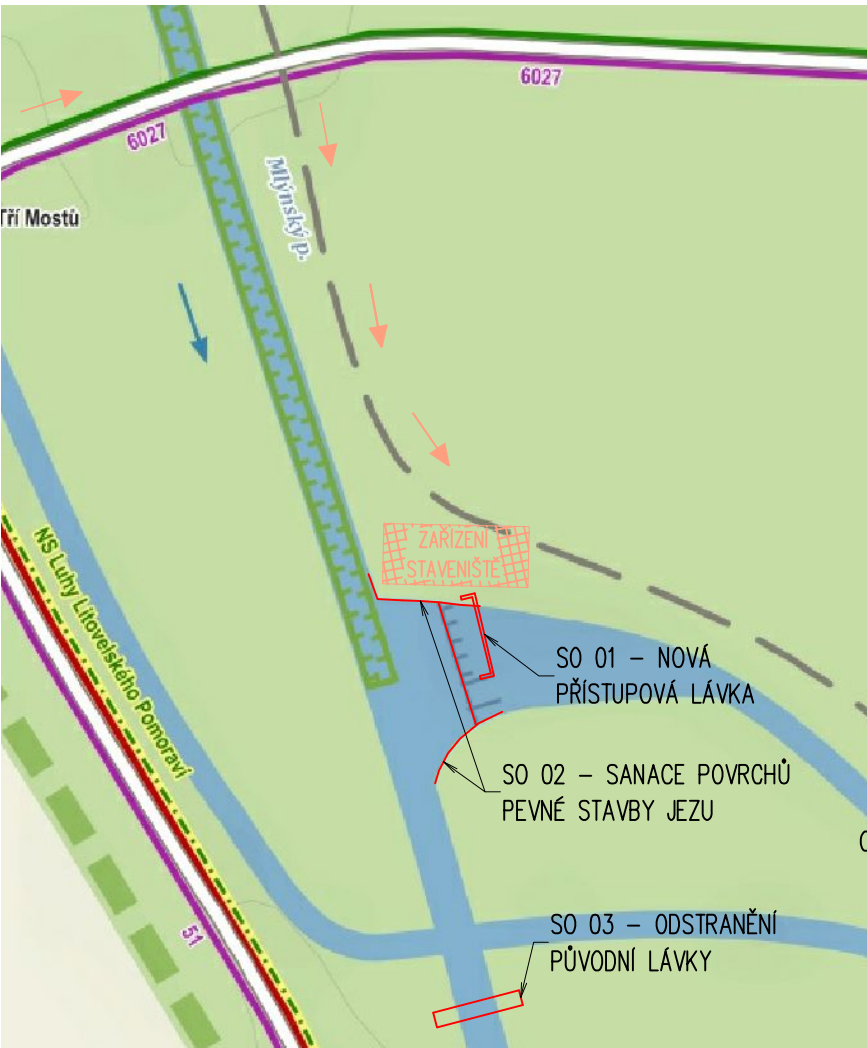 6027
6027
Mlýnský p.
Tří Mostů
NS Luhy Litovelského Pomoraví
ZAŘÍZENÍ
STAVENIŠTĚ
SO 01 – NOVÁ
PŘÍSTUPOVÁ LÁVKA
SO 02 – SANACE POVRCHŮ
PEVNÉ STAVBY JEZU
51
SO 03 – ODSTRANĚNÍ
PŮVODNÍ LÁVKY